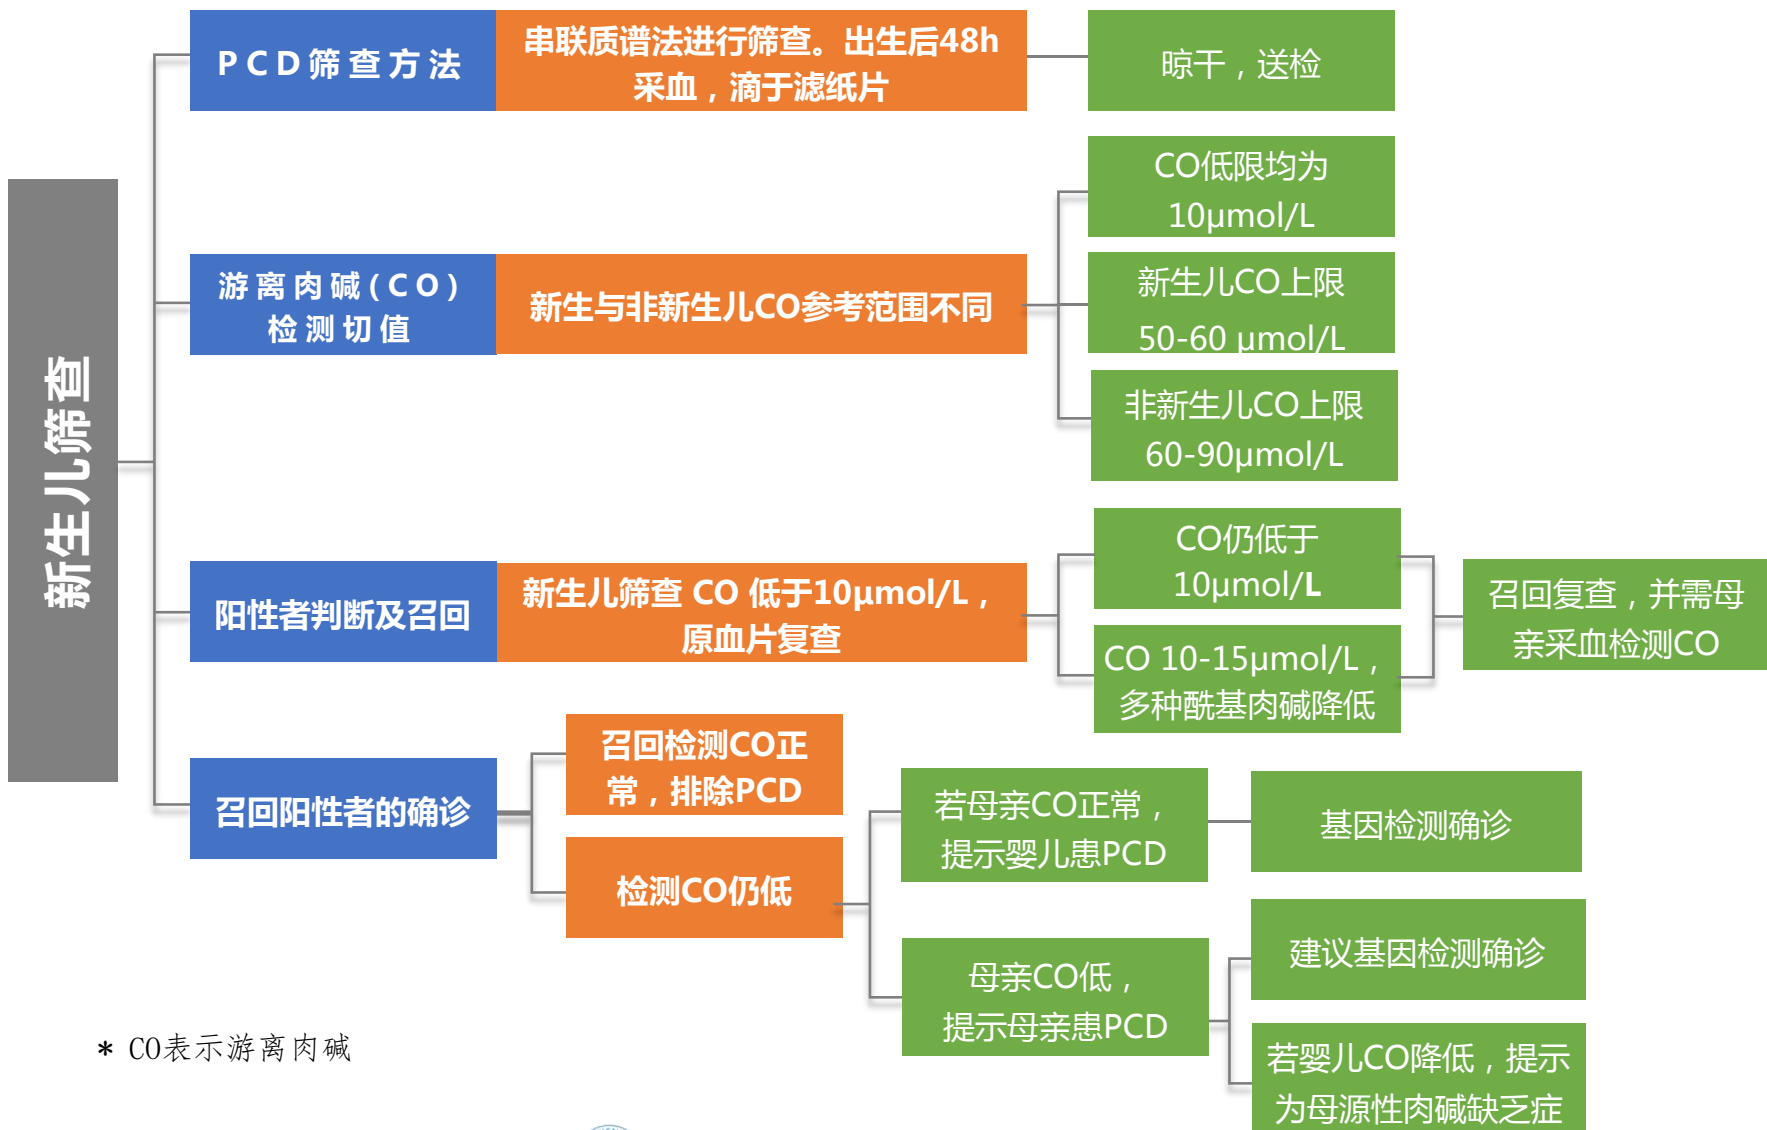 新生儿筛查
PCD筛查方法
串联质谱法进行筛查。出生后48h
采血，滴于滤纸片
晾干，送检
游离肉碱(CO)
检测切值
新生与非新生儿CO参考范围不同
CO低限均为
10μmol/L
新生儿CO上限
50-60 μmol/L
非新生儿CO上限
60-90μmol/L
阳性者判断及召回
新生儿筛查 CO 低于10μmol/L，
原血片复查
CO仍低于
10μmol/L
CO 10-15μmol/L，
多种酰基肉碱降低
召回复查，并需母
亲采血检测CO
召回阳性者的确诊
召回检测CO正
常，排除PCD
检测CO仍低
若母亲CO正常，
提示婴儿患PCD
基因检测确诊
母亲CO低，
提示母亲患PCD
建议基因检测确诊
若婴儿CO降低，提示
为母源性肉碱缺乏症
* CO表示游离肉碱